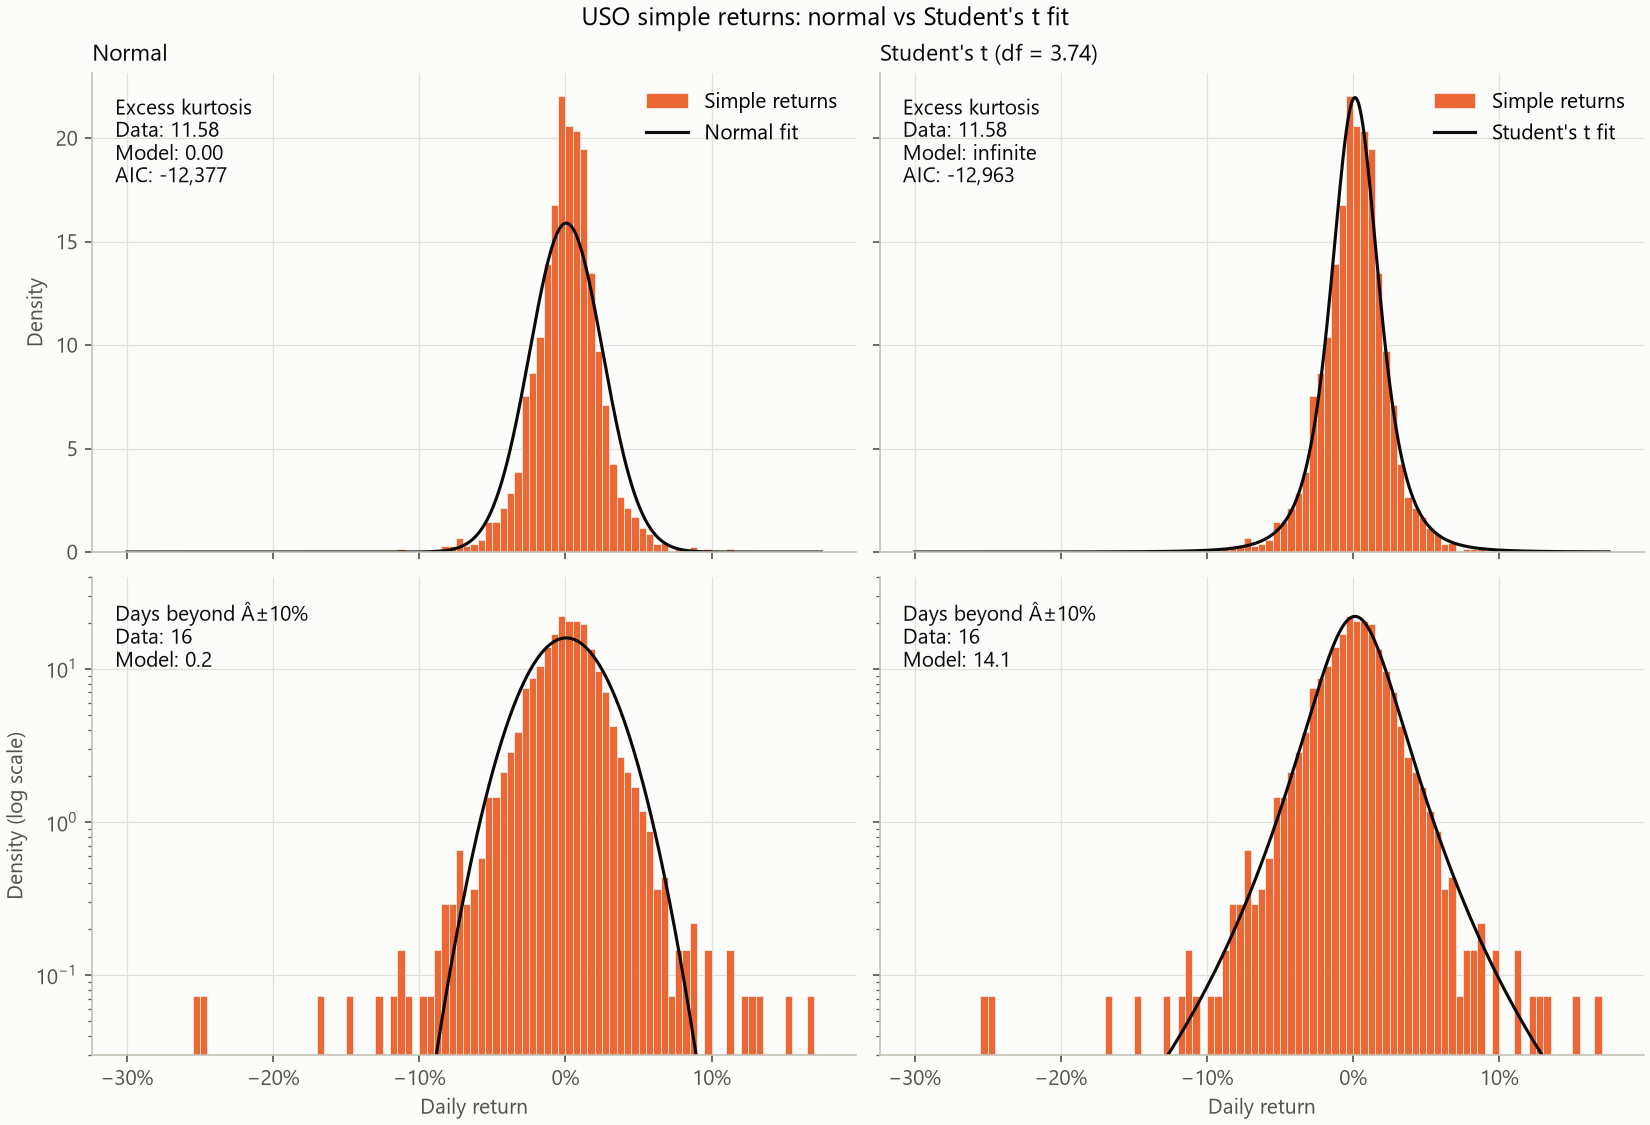 USO simple returns: normal vs Student's t fit
Normal
Excess kurtosis
Data: 11.58
Model: 0.00
AIC: -12,377
Simple returns
Normal fit
20
15
10
5
0
Density
Student's t (df = 3.74)
Excess kurtosis
Data: 11.58
Model: infinite
AIC: -12,963
Simple returns
Student's t fit
Days beyond Â±10%
Data: 16
Model: 0.2
10¹
10⁰
10⁻¹
Density (log scale)
−30%
−20%
−10%
0%
10%
Daily return
Days beyond Â±10%
Data: 16
Model: 14.1
−30%
−20%
−10%
0%
10%
Daily return